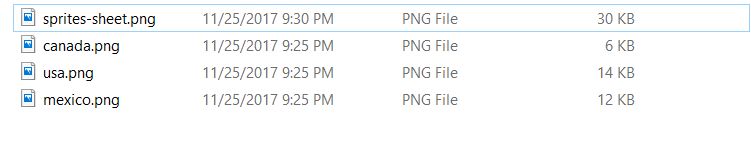 sprites-sheet.png 11/25/2017 9:30 PM PNG File 30 KB
canada.png 11/25/2017 9:25 PM PNG File 6 KB
usa.png 11/25/2017 9:25 PM PNG File 14 KB
mexico.png 11/25/2017 9:25 PM PNG File 12 KB